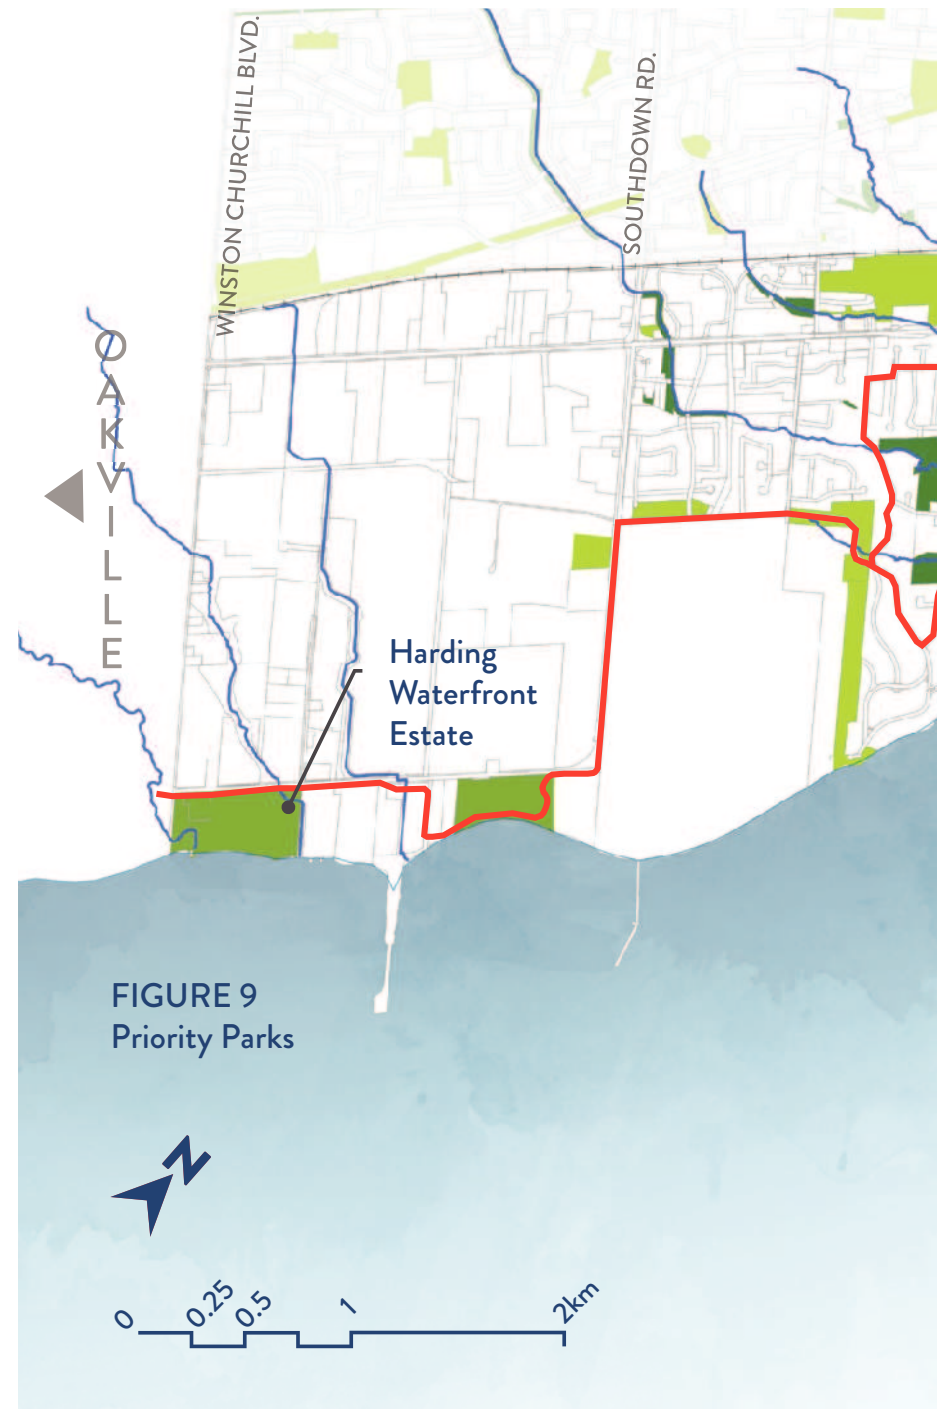 WINSTON CHURCHILL BLVD.
SOUTHDOWN RD.
OAKVILLE
Harding
Waterfront
Estate
FIGURE 9
Priority Parks
N
0 0.25 0.5 1 2km